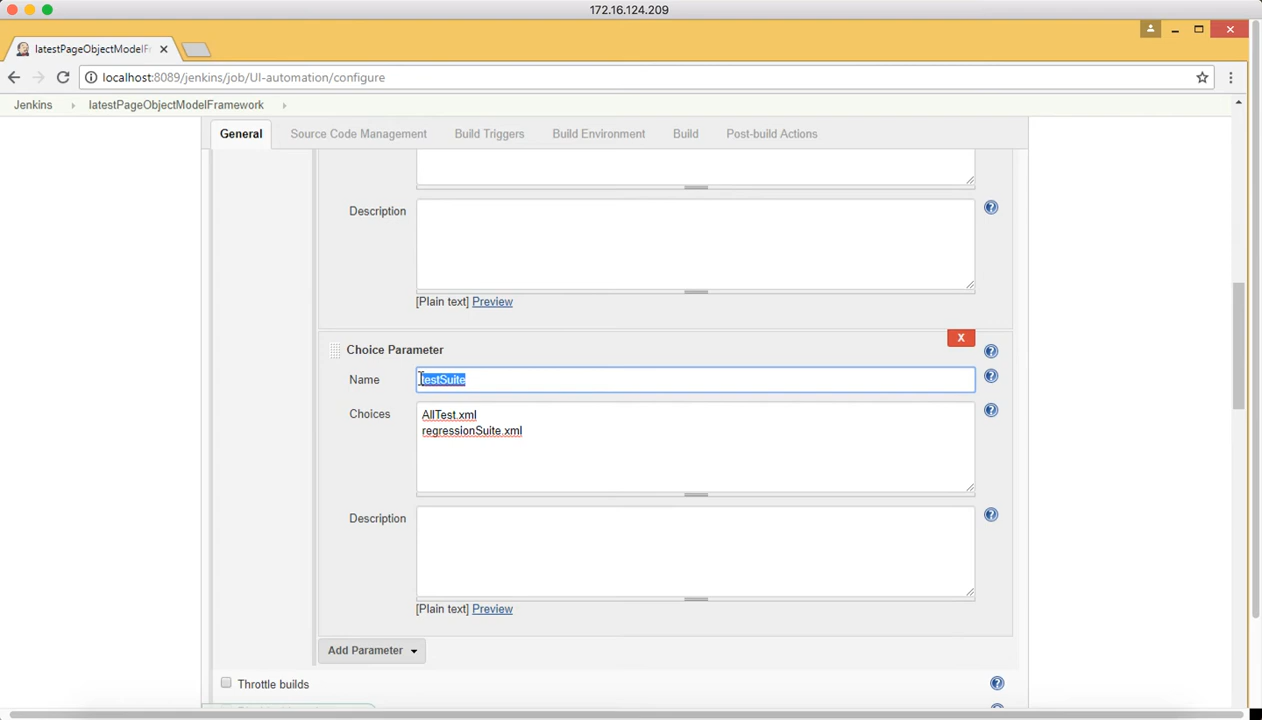 172.16.124.209
latestPageObjectModelFr
localhost:8089/jenkins/job/UI-automation/configure
Jenkins
latestPageObjectModelFramework
General
Source Code Management
Build Triggers
Build Environment
Build
Post-build Actions
Description
[Plain text] Preview
Choice Parameter
X
Name
testSuite
Choices
AllTest.xml
regressionSuite.xml
Description
[Plain text] Preview
Add Parameter
Throttle builds